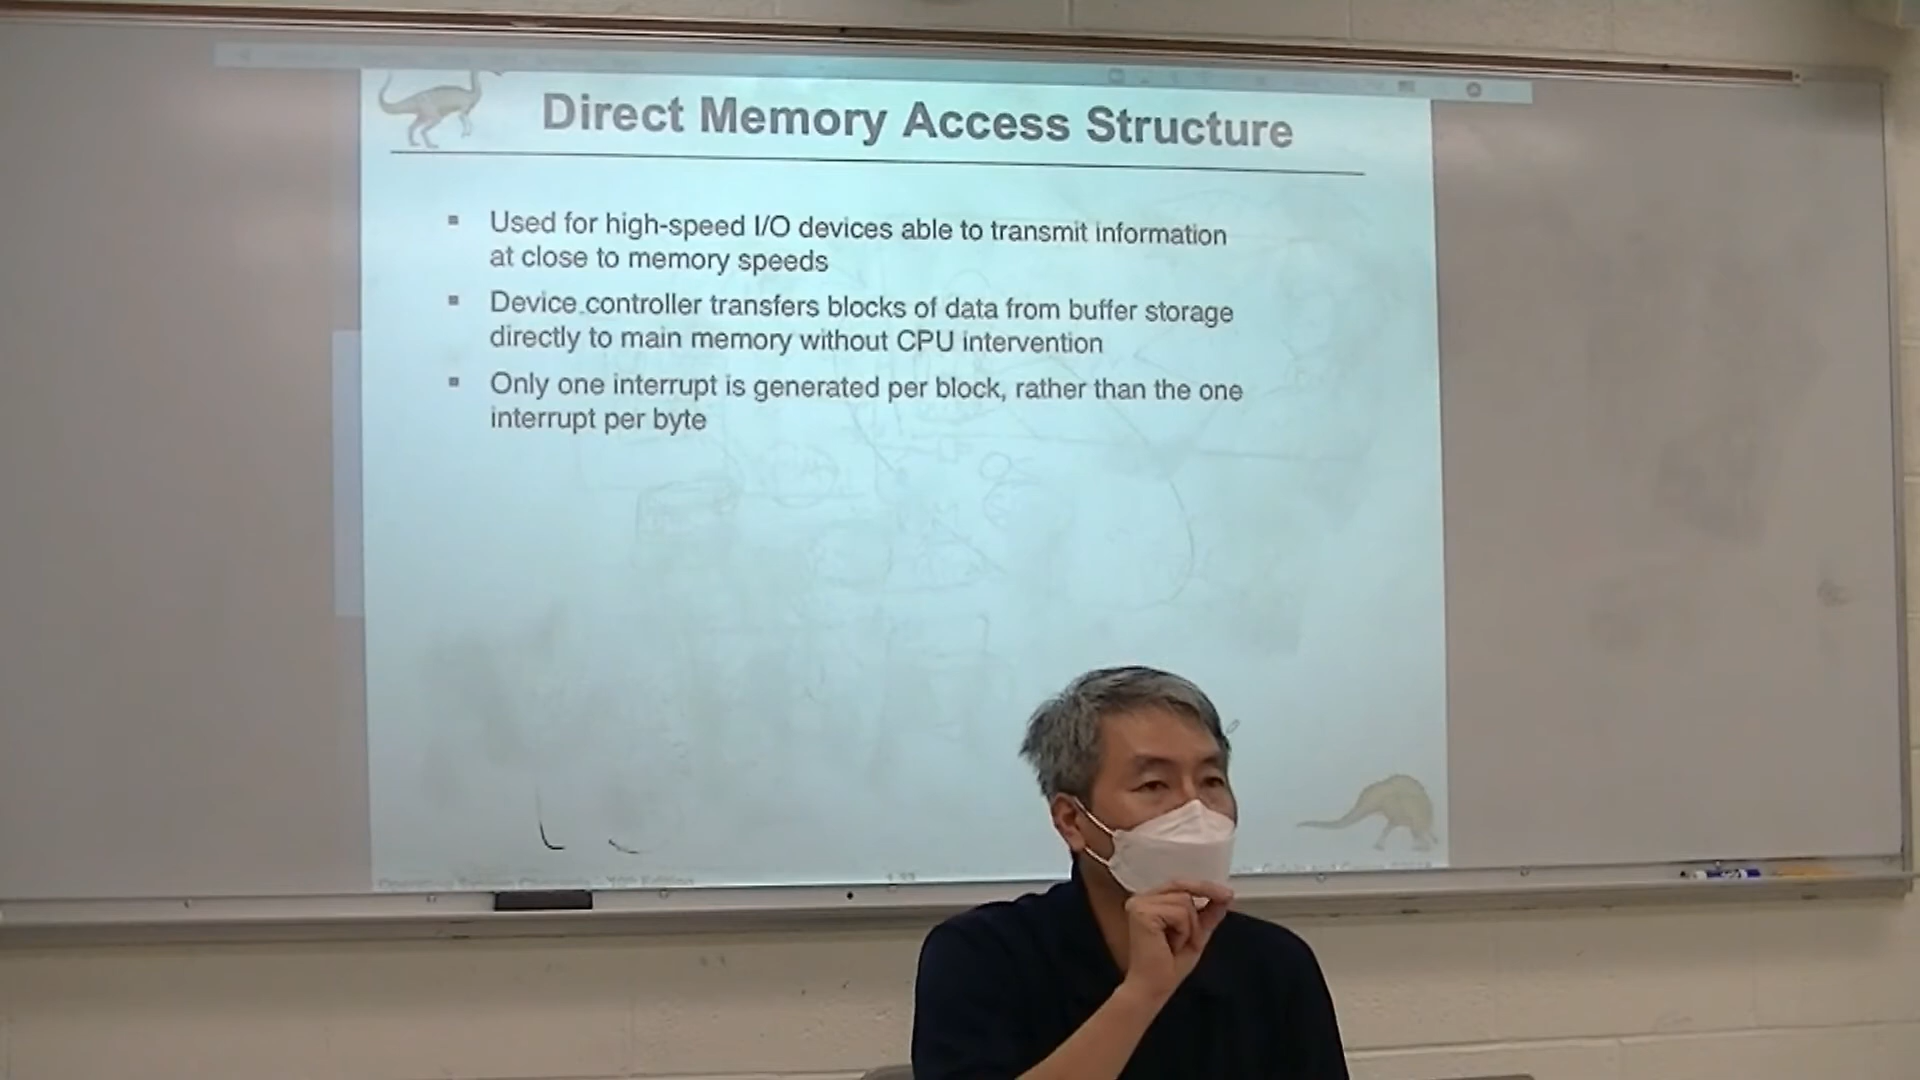 Direct Memory Access Structure
Used for high-speed I/O devices able to transmit information
at close to memory speeds
Device controller transfers blocks of data from buffer storage
directly to main memory without CPU intervention
Only one interrupt is generated per block, rather than the one
interrupt per byte